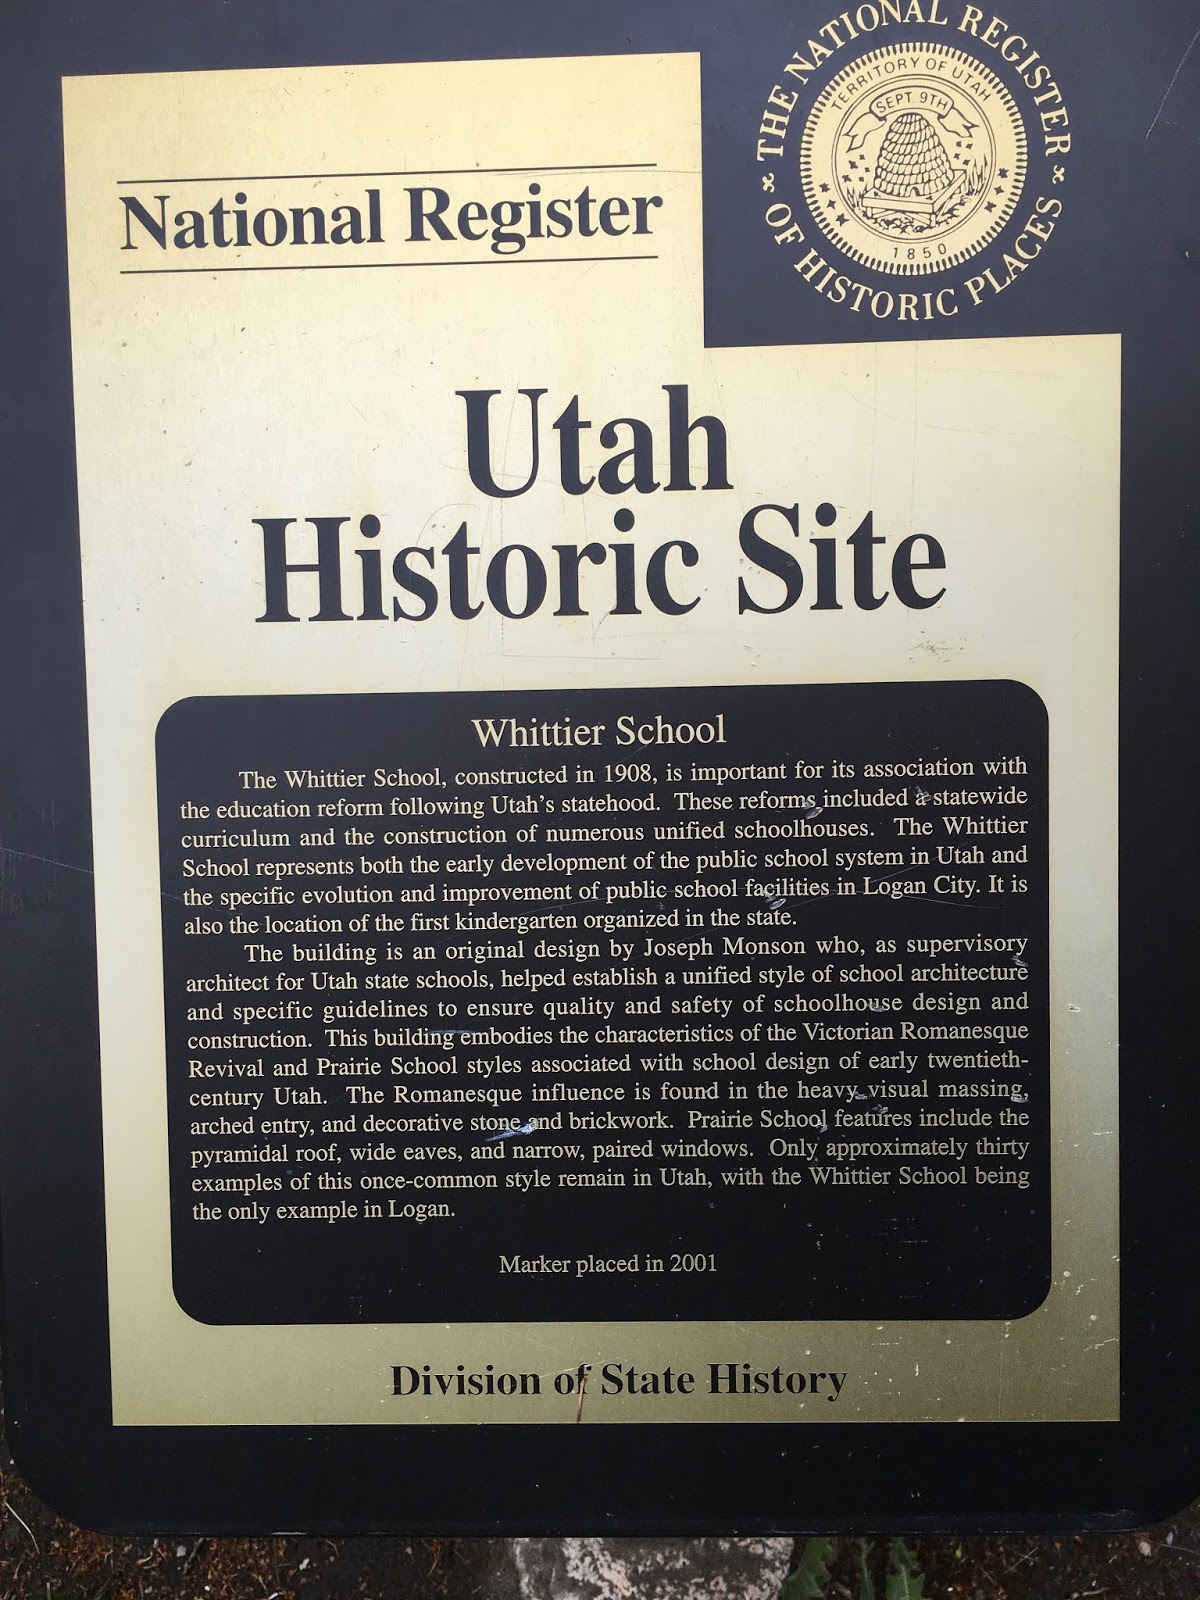 THE NATIONAL REGISTER
OF HISTORIC PLACES
TERRITORY OF UTAH
SEPT. 9TH
1850
National Register
Utah
Historic Site
Whittier School
The Whittier School, constructed in 1908, is important for its association with
the education reform following Utah's statehood. These reforms included a statewide
curriculum and the construction of numerous unified schoolhouses. The Whittier
School represents both the early development of the public school system in Utah and
the specific evolution and improvement of public school facilities in Logan City. It is
also the location of the first kindergarten organized in the state.
The building is an original design by Joseph Monson who, as supervisory
architect for Utah state schools, helped establish a unified style of school architecture
and specific guidelines to ensure quality and safety of schoolhouse design and
construction. This building embodies the characteristics of the Victorian Romanesque
Revival and Prairie School styles associated with school design of early twentieth-
century Utah. The Romanesque influence is found in the heavy visual massing,
arched entry, and decorative stone and brickwork. Prairie School features include the
pyramidal roof, wide eaves, and narrow, paired windows. Only approximately thirty
examples of this once-common style remain in Utah, with the Whittier School being
the only example in Logan.
Marker placed in 2001
Division of State History